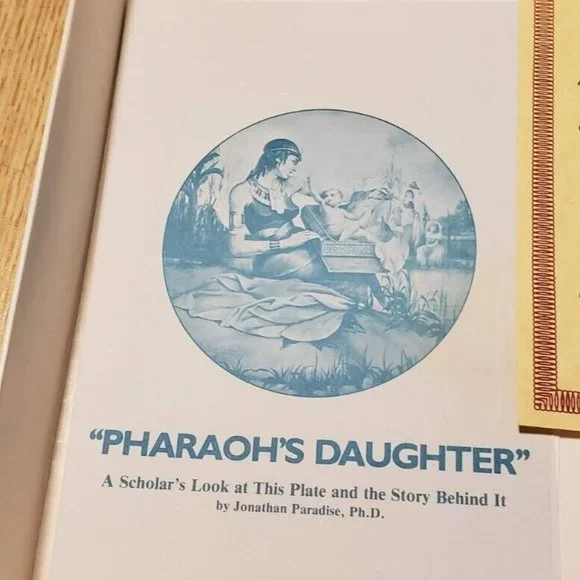 "PHARAOH'S DAUGHTER"
A Scholar's Look at This Plate and the Story Behind It
by Jonathan Paradise, Ph.D.